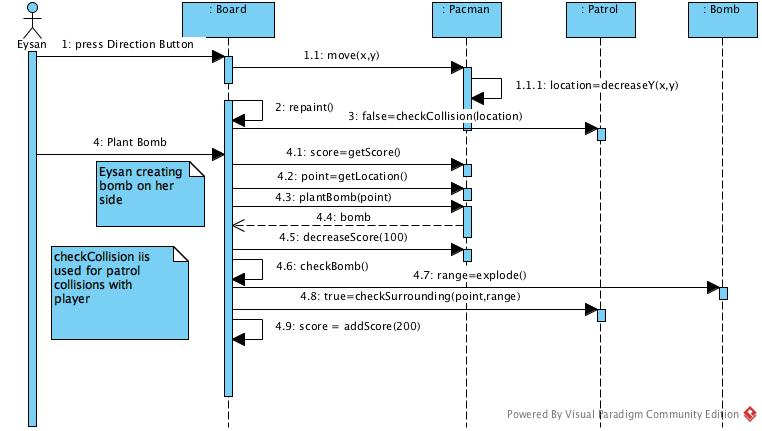 : Board
: Pacman
: Patrol
: Bomb
Eysan
1: press Direction Button
1.1: move(x,y)
1.1.1: location=decreaseY(x,y)
2: repaint()
3: false=checkCollision(location)
4: Plant Bomb
4.1: score=getScore()
Eysan creating
bomb on her
side
4.2: point=getLocation()
4.3: plantBomb(point)
4.4: bomb
4.5: decreaseScore(100)
checkCollision iis
used for patrol
collisions with
player
4.6: checkBomb()
4.7: range=explode()
4.8: true=checkSurrounding(point,range)
4.9: score = addScore(200)
Powered By Visual Paradigm Community Edition